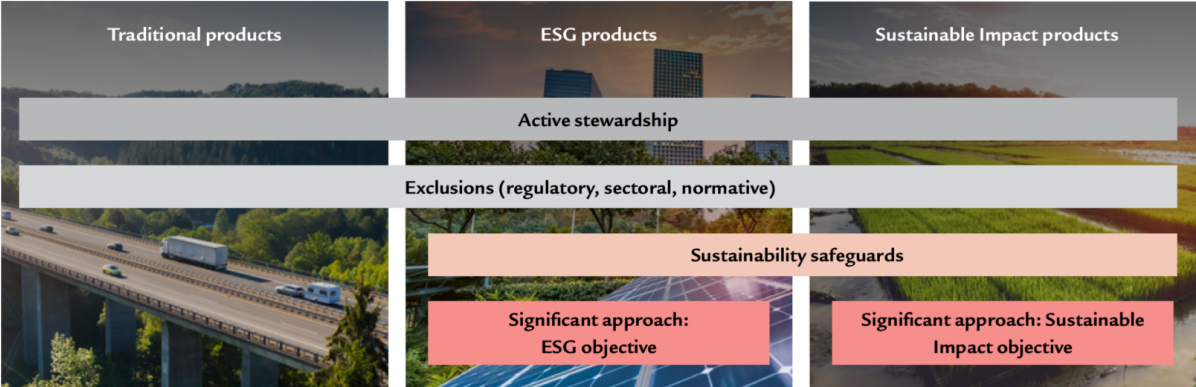 Traditional products
ESG products
Sustainable Impact products
Active stewardship
Exclusions (regulatory, sectoral, normative)
Sustainability safeguards
Significant approach:
ESG objective
Significant approach: Sustainable
Impact objective